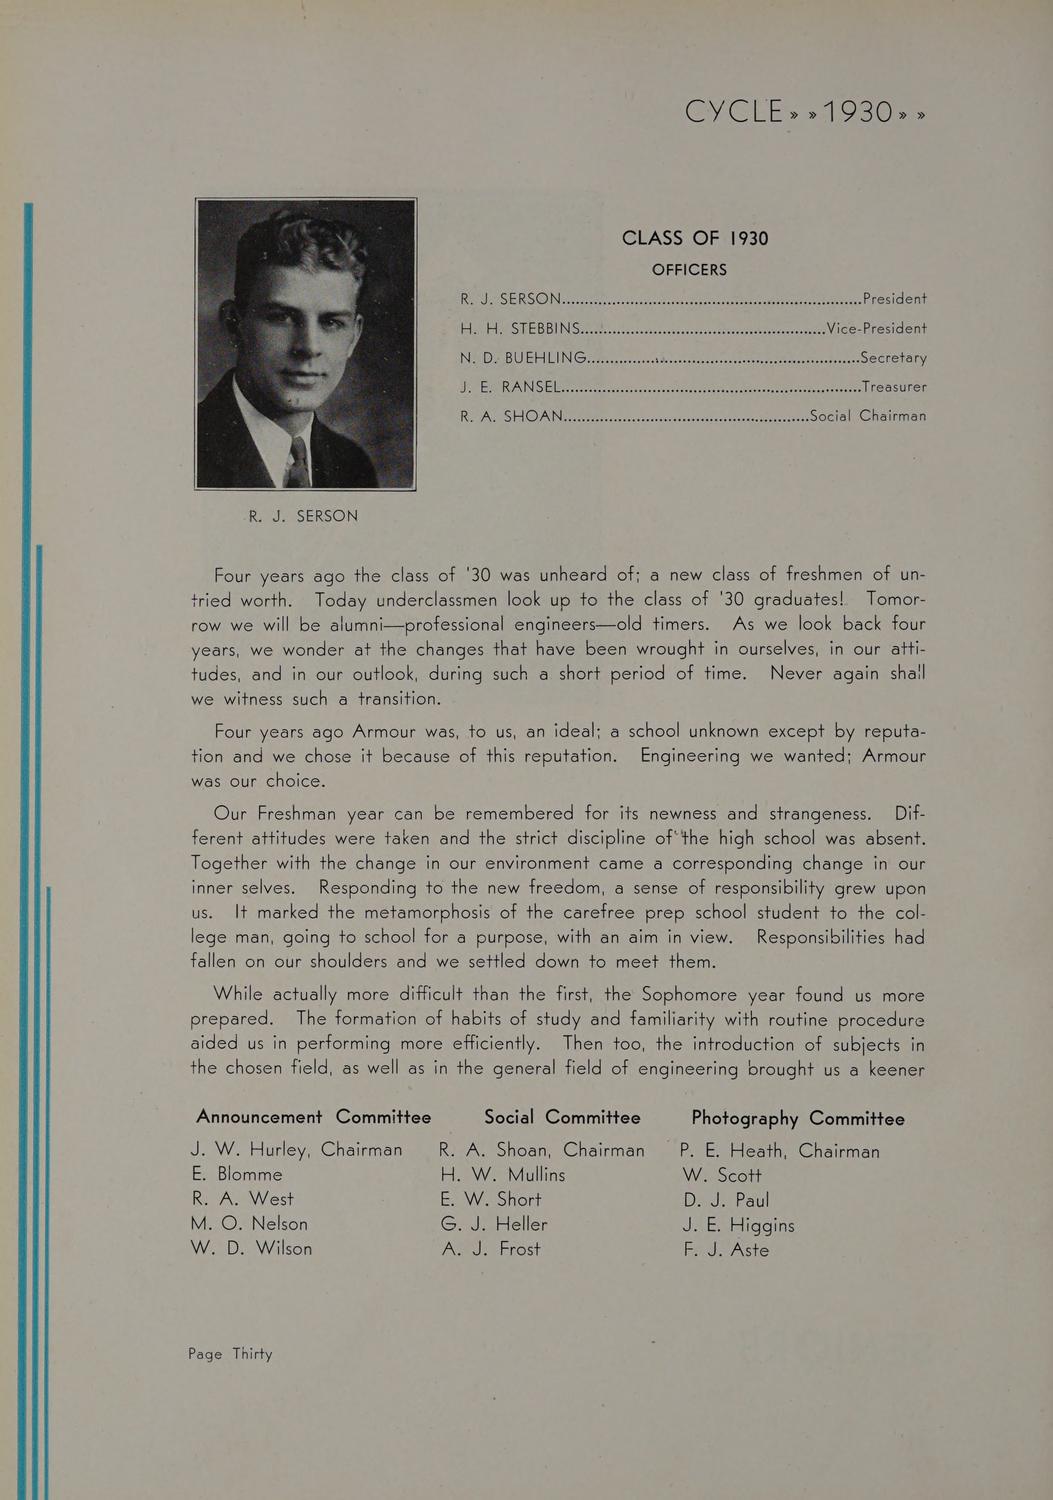 CYCLE » » 1930 » »
CLASS OF 1930
OFFICERS
R. J. SERSON President
H. H. STEBBINS Vice-President
N. D. BUEHLING Secretary
J. E. RANSEL Treasurer
R. A. SHOAN Social Chairman
R. J. SERSON
Four years ago the class of '30 was unheard of; a new class of freshmen of un-
tried worth. Today underclassmen look up to the class of '30 graduates! Tomor-
row we will be alumni—professional engineers—old timers. As we look back four
years, we wonder at the changes that have been wrought in ourselves, in our atti-
tudes, and in our outlook, during such a short period of time. Never again shall
we witness such a transition.
Four years ago Armour was, to us, an ideal; a school unknown except by reputa-
tion and we chose it because of this reputation. Engineering we wanted; Armour
was our choice.
Our Freshman year can be remembered for its newness and strangeness. Dif-
ferent attitudes were taken and the strict discipline of the high school was absent.
Together with the change in our environment came a corresponding change in our
inner selves. Responding to the new freedom, a sense of responsibility grew upon
us. It marked the metamorphosis of the carefree prep school student to the col-
lege man, going to school for a purpose, with an aim in view. Responsibilities had
fallen on our shoulders and we settled down to meet them.
While actually more difficult than the first, the Sophomore year found us more
prepared. The formation of habits of study and familiarity with routine procedure
aided us in performing more efficiently. Then too, the introduction of subjects in
the chosen field, as well as in the general field of engineering brought us a keener
Announcement Committee
J. W. Hurley, Chairman
E. Blomme
R. A. West
M. O. Nelson
W. D. Wilson
Social Committee
R. A. Shoan, Chairman
H. W. Mullins
E. W. Short
G. J. Heller
A. J. Frost
Photography Committee
P. E. Heath, Chairman
W. Scott
D. J. Paul
J. E. Higgins
F. J. Aste
Page Thirty